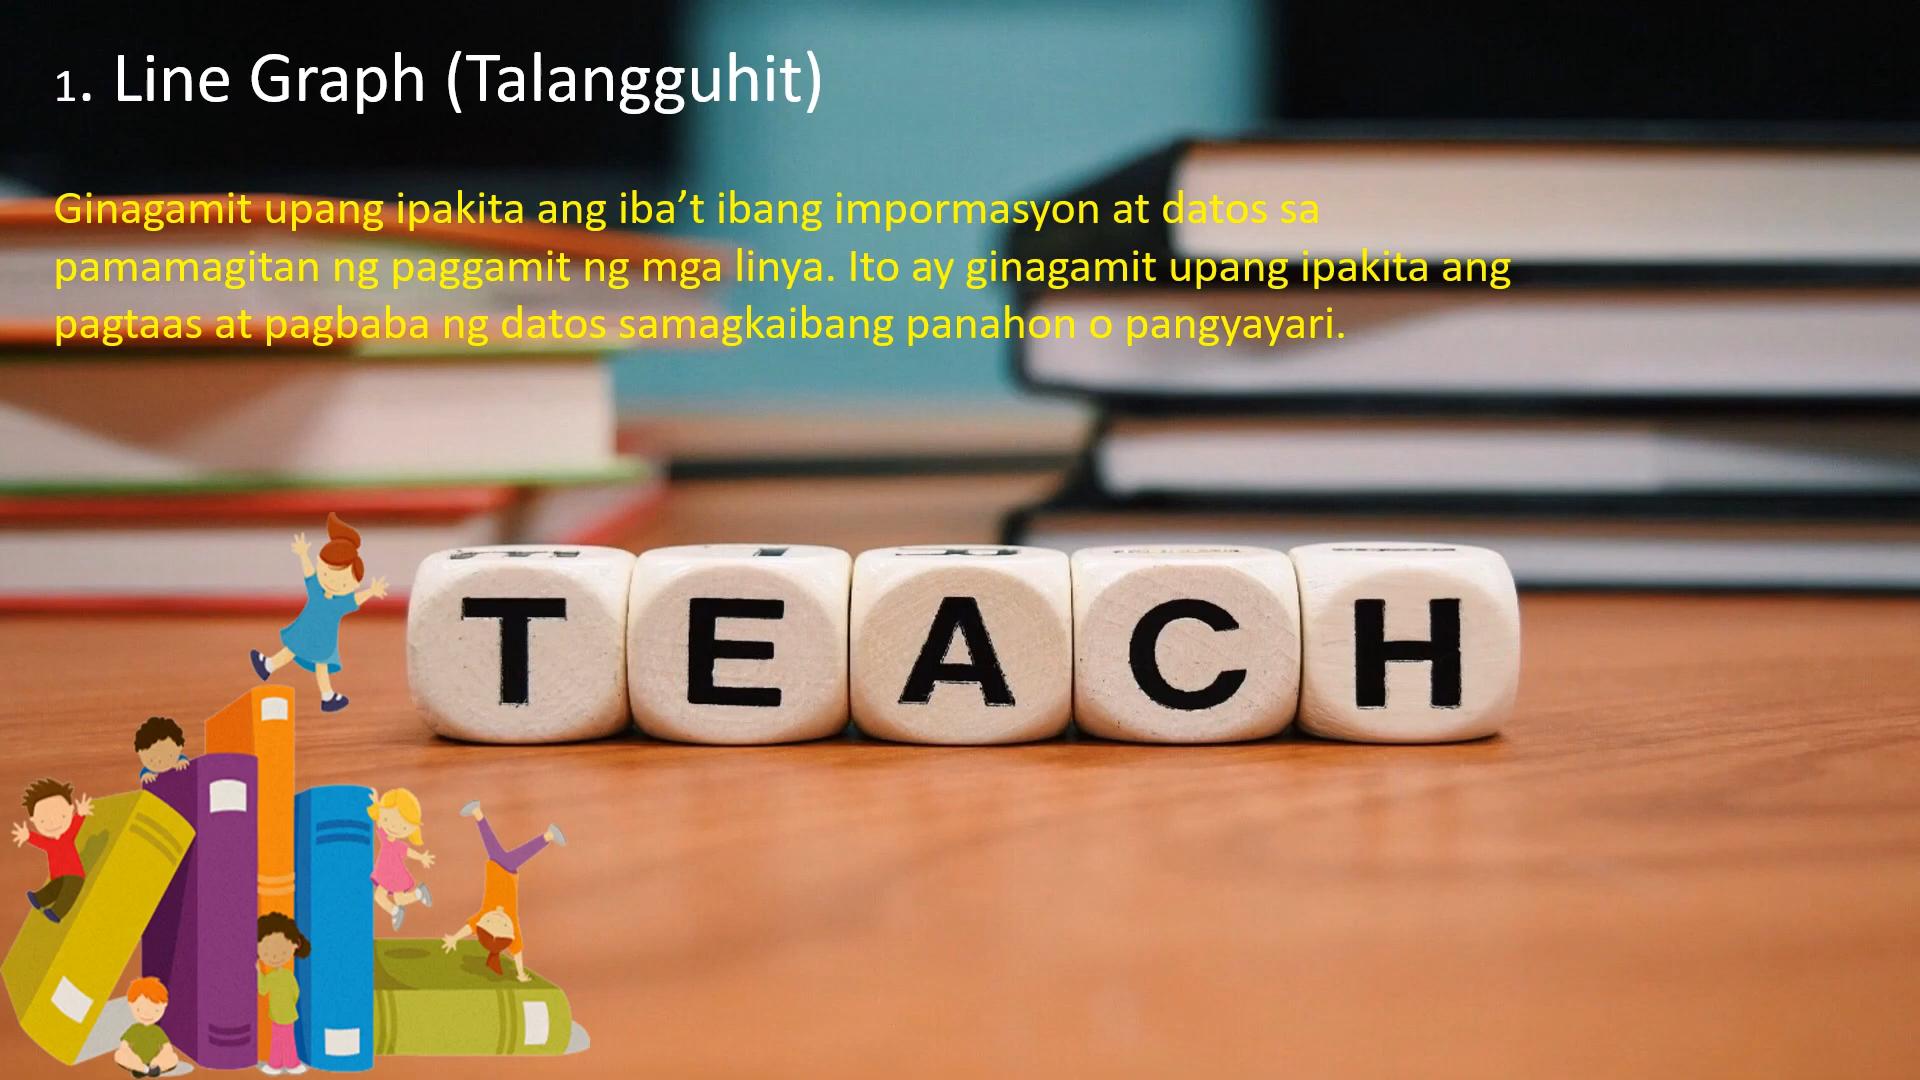 1. Line Graph (Talangguhit)
Ginagamit upang ipakita ang iba’t ibang impormasyon at datos sa
pamamagitan ng paggamit ng mga linya. Ito ay ginagamit upang ipakita ang
pagtaas at pagbaba ng datos samagkaibang panahon o pangyayari.
TEACH